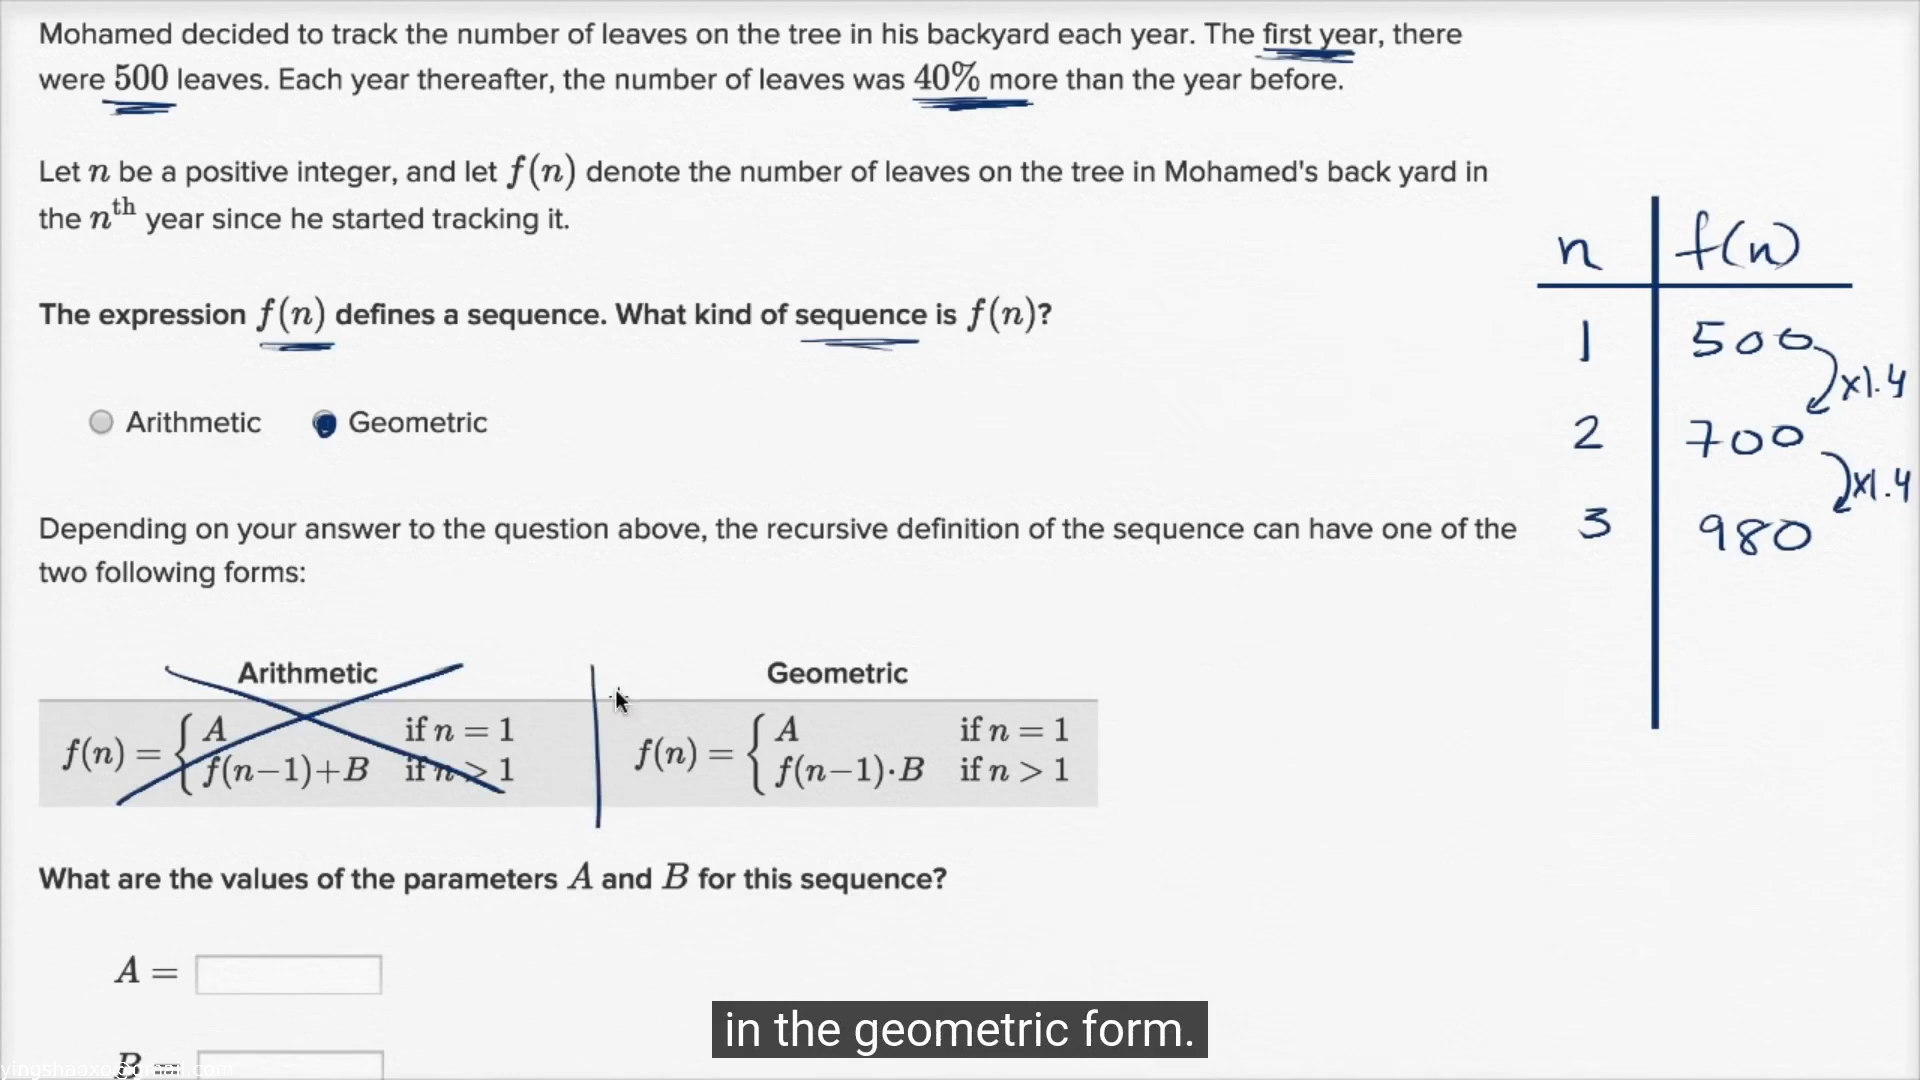 Mohamed decided to track the number of leaves on the tree in his backyard each year. The first year, there
were 500 leaves. Each year thereafter, the number of leaves was 40% more than the year before.
Let n be a positive integer, and let f(n) denote the number of leaves on the tree in Mohamed's back yard in
the nth year since he started tracking it.
The expression f(n) defines a sequence. What kind of sequence is f(n)?
Arithmetic Geometric
Depending on your answer to the question above, the recursive definition of the sequence can have one of the
two following forms:
Arithmetic Geometric
f(n) = { A if n = 1
f(n−1)+B if n > 1
f(n) = { A if n = 1
f(n−1)·B if n > 1
What are the values of the parameters A and B for this sequence?
A =
B =
n f(n)
1 500
x1.4
2 700
x1.4
3 980
in the geometric form.
yingshaoxo@gmail.com